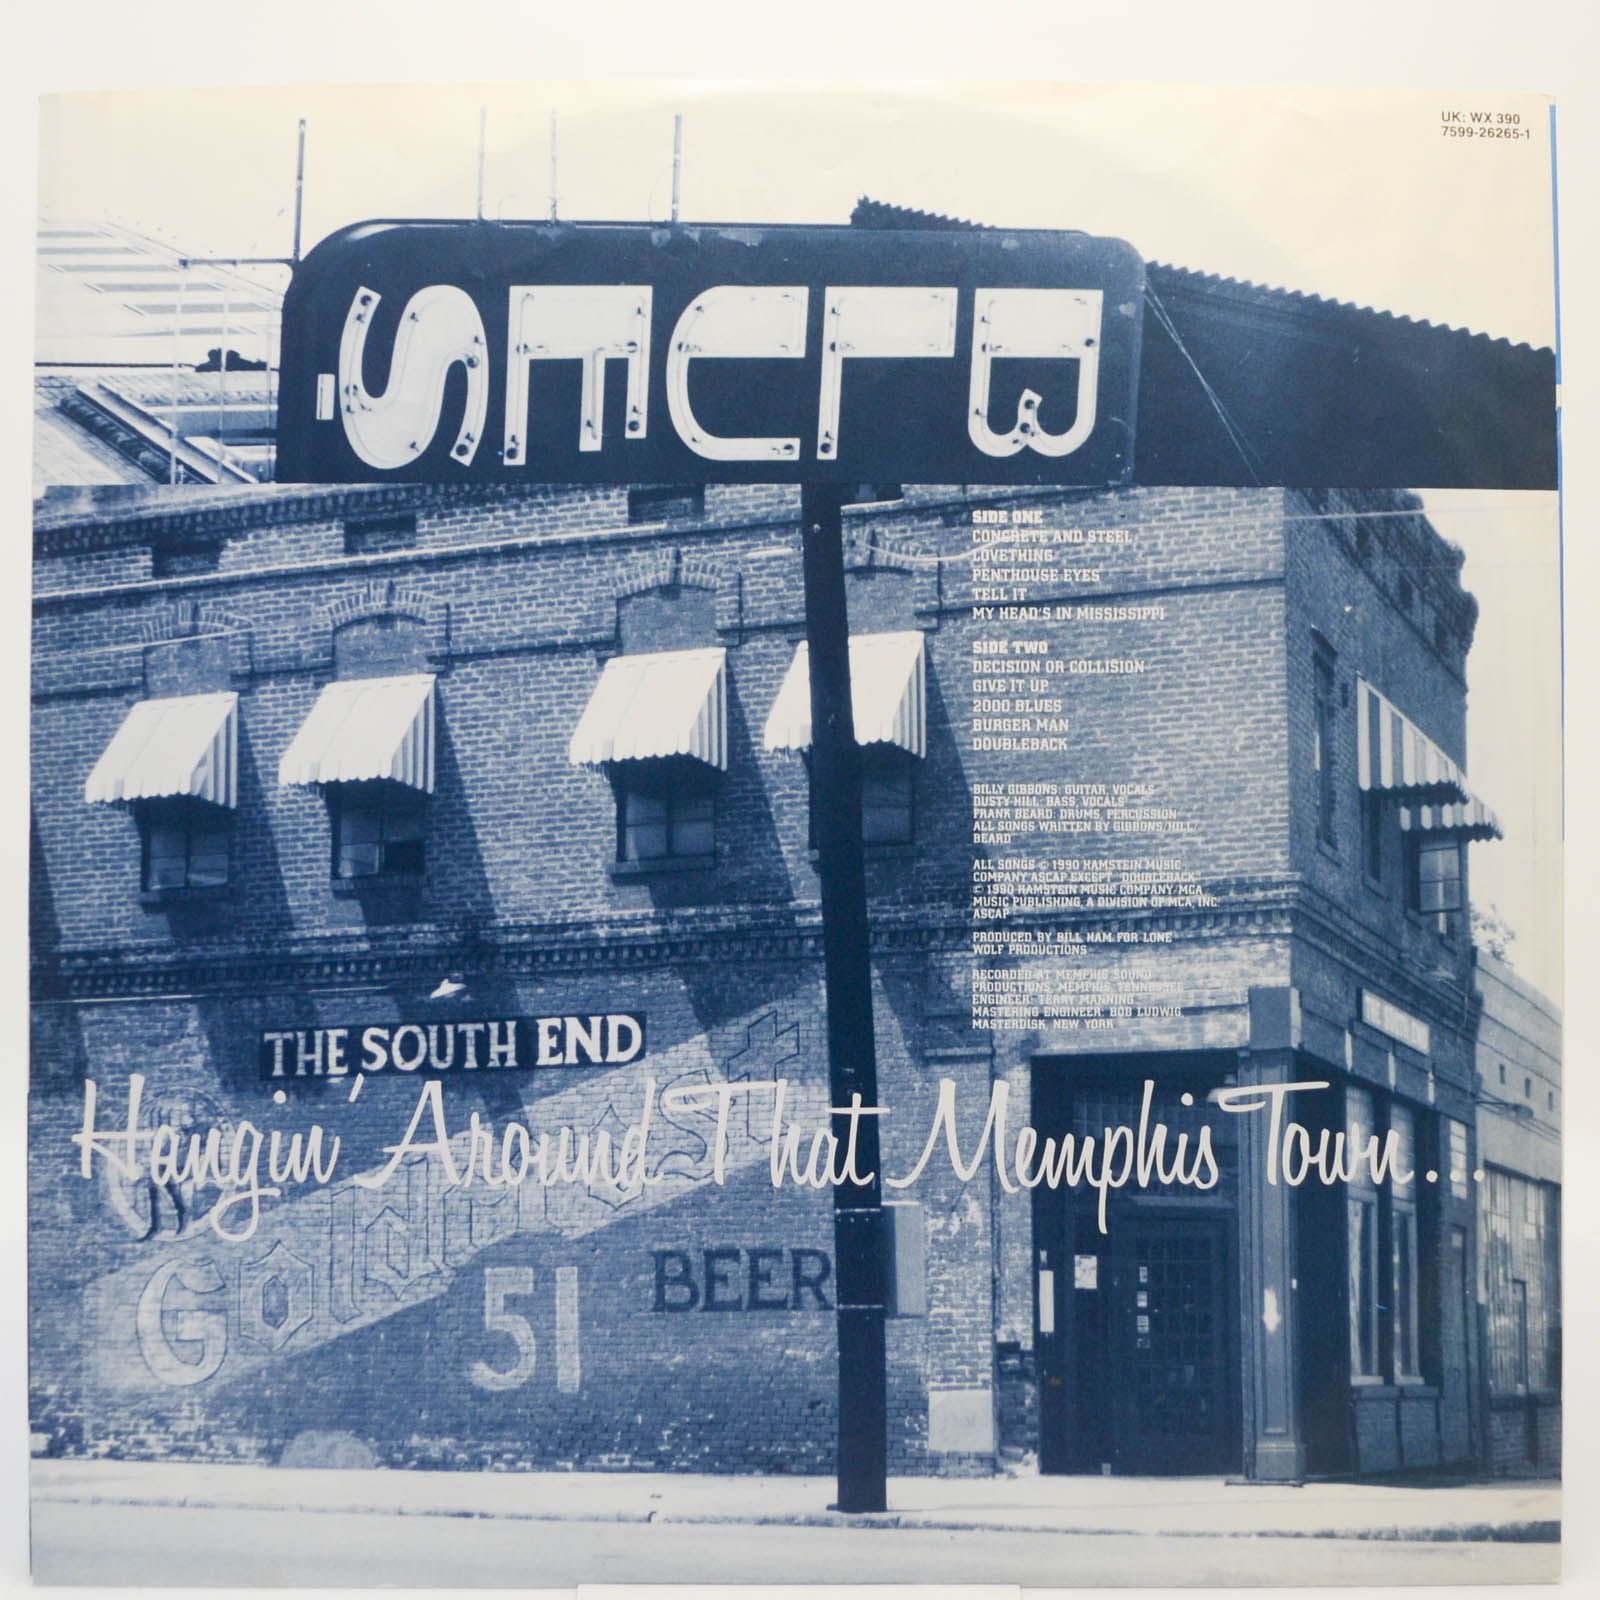 UK: WX 390
7599-26265-1
BLUES
SIDE ONE
CONCRETE AND STEEL
LOVETHING
PENTHOUSE EYES
TELL IT
MY HEAD'S IN MISSISSIPPI
SIDE TWO
DECISION OR COLLISION
GIVE IT UP
2000 BLUES
BURGER MAN
DOUBLEBACK
BILLY GIBBONS: GUITAR, VOCALS
DUSTY HILL: BASS, VOCALS
FRANK BEARD: DRUMS, PERCUSSION
ALL SONGS WRITTEN BY GIBBONS/HILL/
BEARD
ALL SONGS © 1990 HAMSTEIN MUSIC
COMPANY ASCAP EXCEPT "DOUBLEBACK"
© 1990 HAMSTEIN MUSIC COMPANY/MCA
MUSIC PUBLISHING, A DIVISION OF MCA, INC.
ASCAP
PRODUCED BY BILL HAM FOR LONE
WOLF PRODUCTIONS
RECORDED AT MEMPHIS SOUND
PRODUCTIONS, MEMPHIS, TENNESSEE
ENGINEER: TERRY MANNING
MASTERING ENGINEER: BOB LUDWIG
MASTERDISK, NEW YORK
THE SOUTH END
Hangin' Around That Memphis Town...
Goldcrest
51
BEER